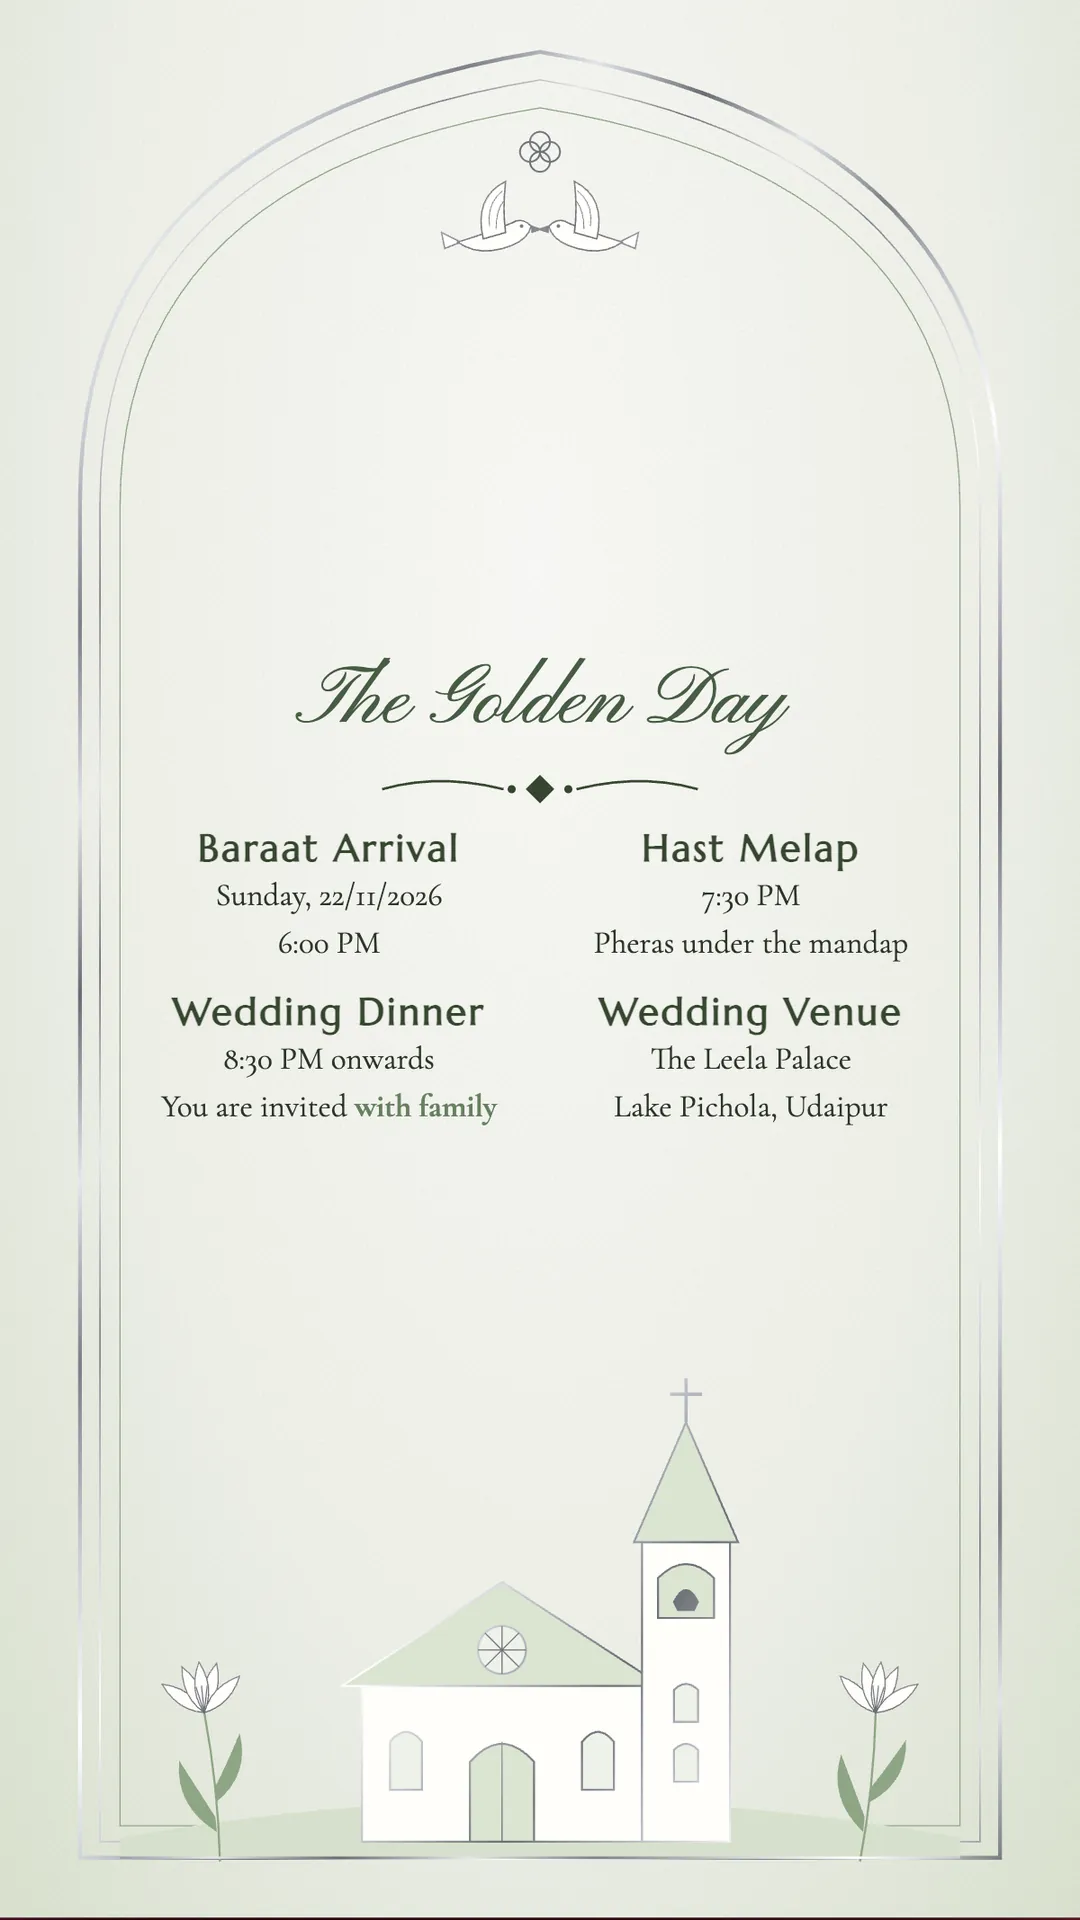 The Golden Day
Baraat Arrival
Sunday, 22/11/2026
6:00 PM
Hast Melap
7:30 PM
Pheras under the mandap
Wedding Dinner
8:30 PM onwards
You are invited with family
Wedding Venue
The Leela Palace
Lake Pichola, Udaipur